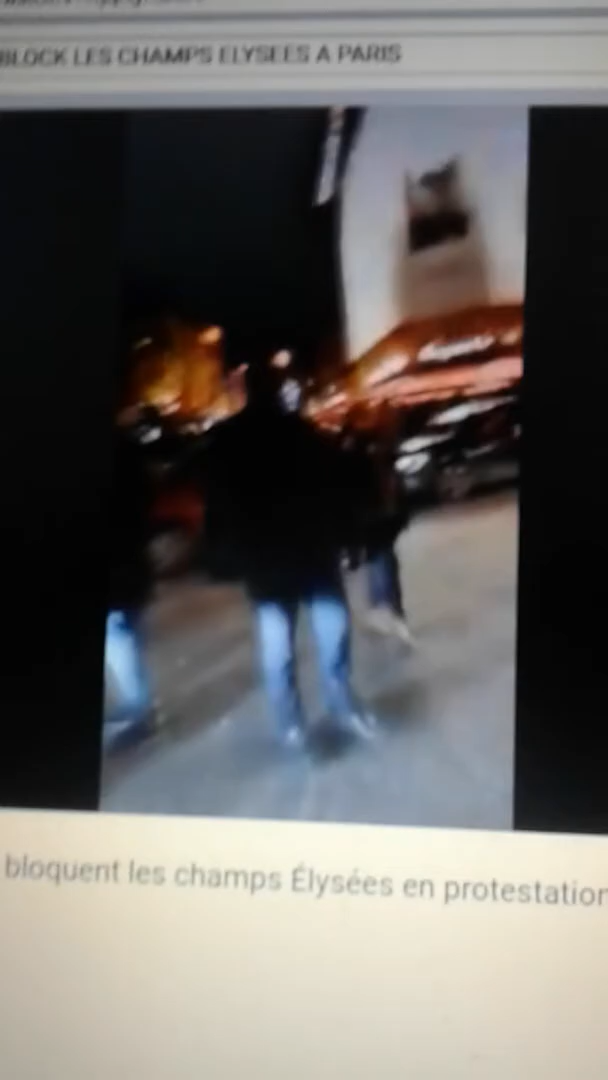 BLOCK LES CHAMPS ELYSEES A PARIS
bloquent les champs Élysées en protestation